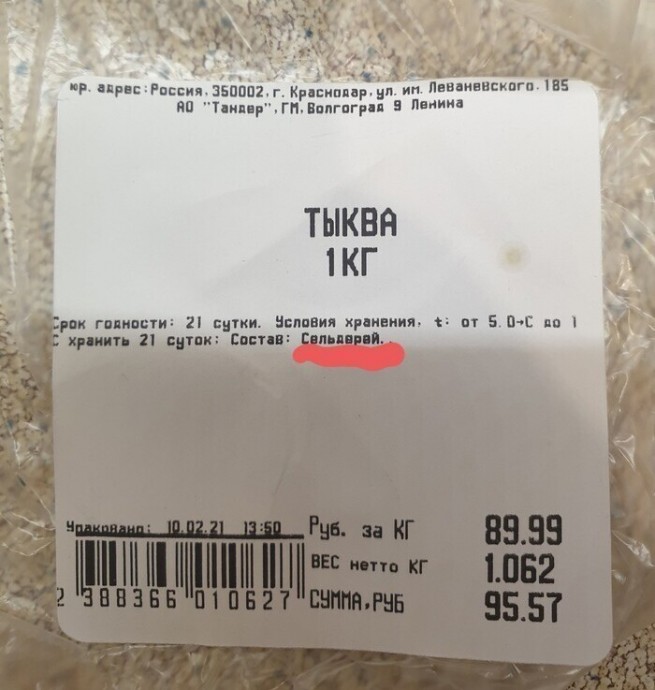 юр. адрес:Россия, 350002, г. Краснодар, ул. им. Леваневского, 185
АО "Тандер", ГМ, Волгоград 9 Ленина
ТЫКВА
1КГ
Срок годности: 21 сутки. Условия хранения, t: от 5.0→C до 1
C хранить 21 суток: Состав: Сельдерей.
Упаковано: 10.02.21 13:50
Руб. за КГ 89.99
ВЕС нетто КГ 1.062
2 388366 010627
СУММА,РУБ 95.57